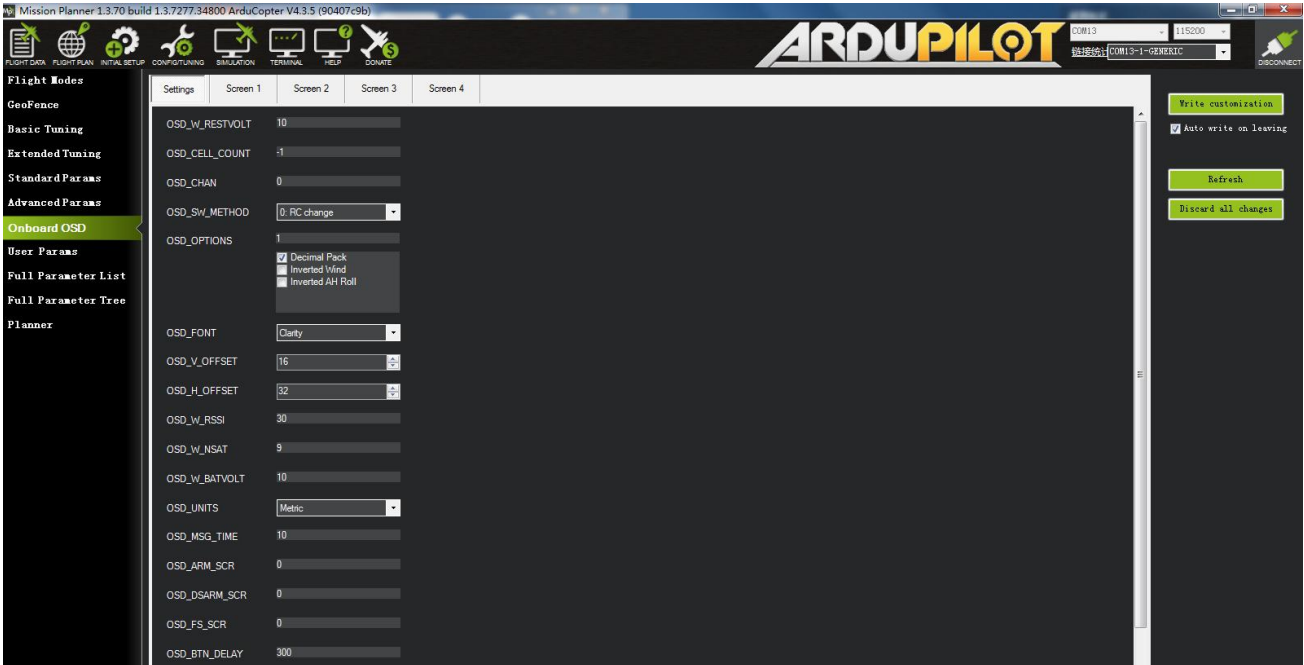 Mission Planner 1.3.70 build 1.3.7277.34800 ArduCopter V4.3.5 (90407c9b)
FLIGHT DATA FLIGHT PLAN INITIAL SETUP CONFIG/TUNING SIMULATION TERMINAL HELP DONATE
ARDUPILOT
COM13 115200
链接统计 COM13-1-GENERIC
DISCONNECT
Flight Modes
GeoFence
Basic Tuning
Extended Tuning
Standard Params
Advanced Params
Onboard OSD
User Params
Full Parameter List
Full Parameter Tree
Planner
Settings Screen 1 Screen 2 Screen 3 Screen 4
OSD_W_RESTVOLT 10
OSD_CELL_COUNT -1
OSD_CHAN 0
OSD_SW_METHOD 0: RC change
OSD_OPTIONS 1
Decimal Pack
Inverted Wind
Inverted AH Roll
OSD_FONT Clarity
OSD_V_OFFSET 16
OSD_H_OFFSET 32
OSD_W_RSSI 30
OSD_W_NSAT 9
OSD_W_BATVOLT 10
OSD_UNITS Metric
OSD_MSG_TIME 10
OSD_ARM_SCR 0
OSD_DSARM_SCR 0
OSD_FS_SCR 0
OSD_BTN_DELAY 300
Write customization
Auto write on leaving
Refresh
Discard all changes